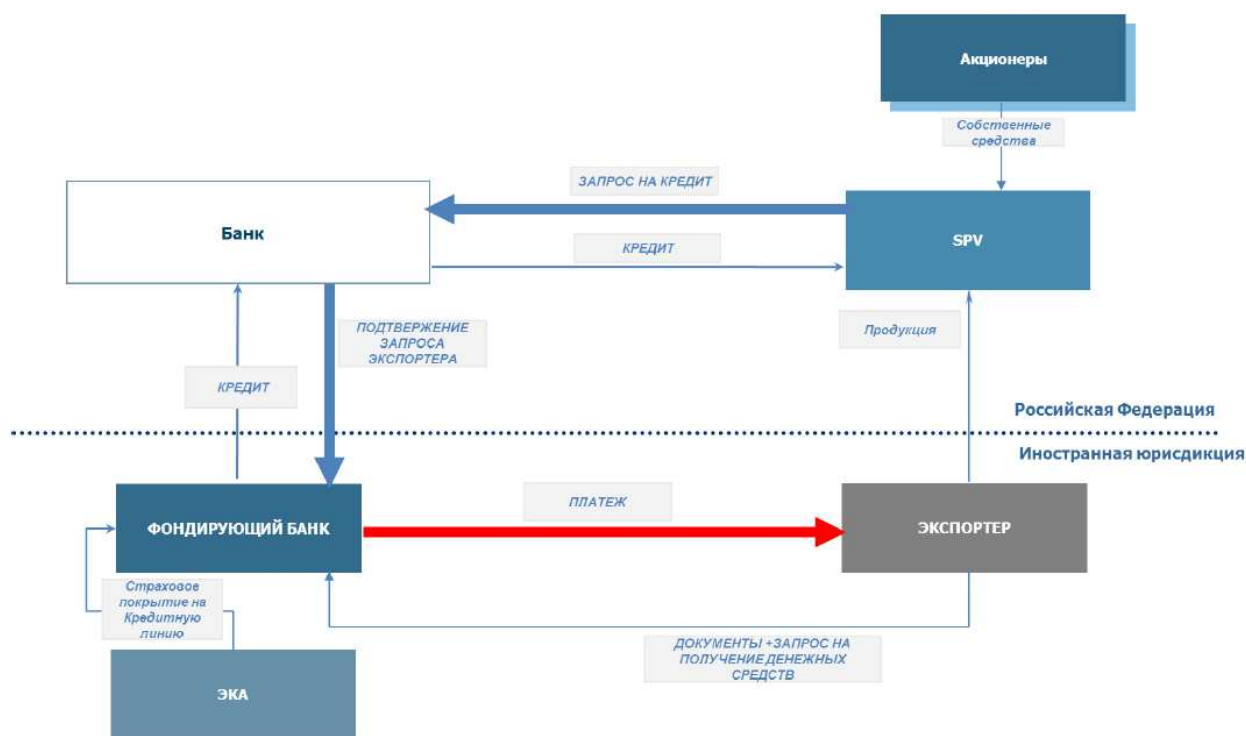 Акционеры
Собственные
средства
ЗАПРОС НА КРЕДИТ
Банк
SPV
КРЕДИТ
ПОДТВЕРЖЕНИЕ
ЗАПРОСА
ЭКСПОРТЕРА
Продукция
КРЕДИТ
Российская Федерация
Иностранная юрисдикция
ПЛАТЕЖ
ФОНДИРУЮЩИЙ БАНК
ЭКСПОРТЕР
Страховое
покрытие на
Кредитную
линию
ДОКУМЕНТЫ +ЗАПРОС НА
ПОЛУЧЕНИЕ ДЕНЕЖНЫХ
СРЕДСТВ
ЭКА